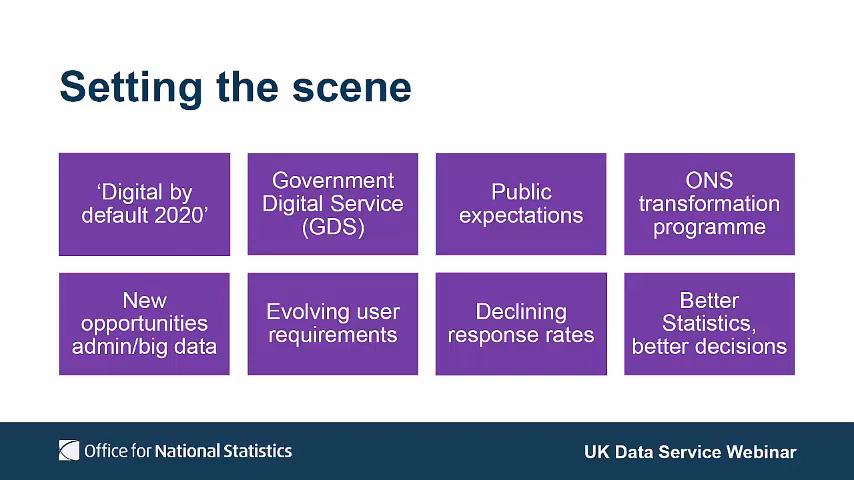 Setting the scene
‘Digital by
default 2020’
Government
Digital Service
(GDS)
Public
expectations
ONS
transformation
programme
New
opportunities
admin/big data
Evolving user
requirements
Declining
response rates
Better
Statistics,
better decisions
Office for National Statistics
UK Data Service Webinar